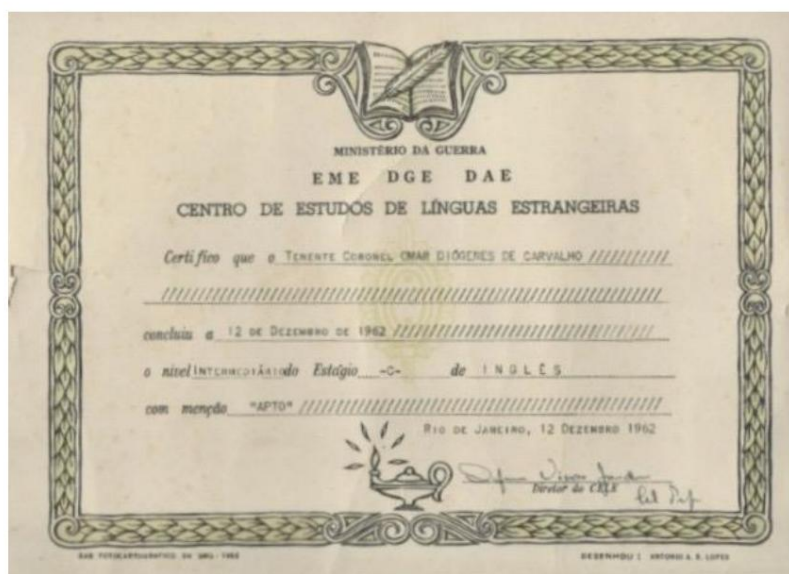 MINISTÉRIO DA GUERRA
EME DGE DAE
CENTRO DE ESTUDOS DE LÍNGUAS ESTRANGEIRAS
Certifico que o TENENTE CORONEL OMAR DIÓGENES DE CARVALHO //////////
////////////////////////////////////////////////////////////
concluiu a 12 DE DEZEMBRO DE 1962 ////////////////////////////////
o nível INTERMEDIÁRIO do Estágio -C- de INGLÊS
com menção "APTO" //////////////////////////////////////////
RIO DE JANEIRO, 12 DEZEMBRO 1962
Diretor do CELE
DESENHOU : ANTONIO A. S. LOPES